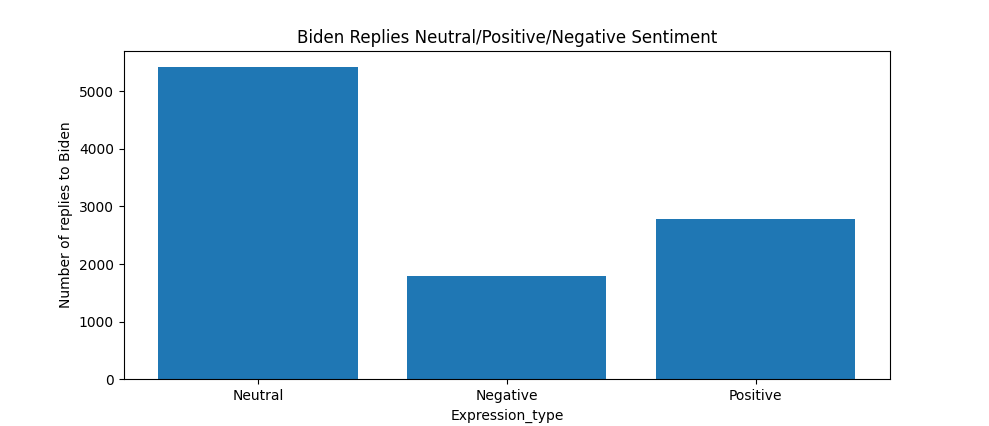 Biden Replies Neutral/Positive/Negative Sentiment
Number of replies to Biden
5000
4000
3000
2000
1000
0
Neutral
Negative
Positive
Expression_type